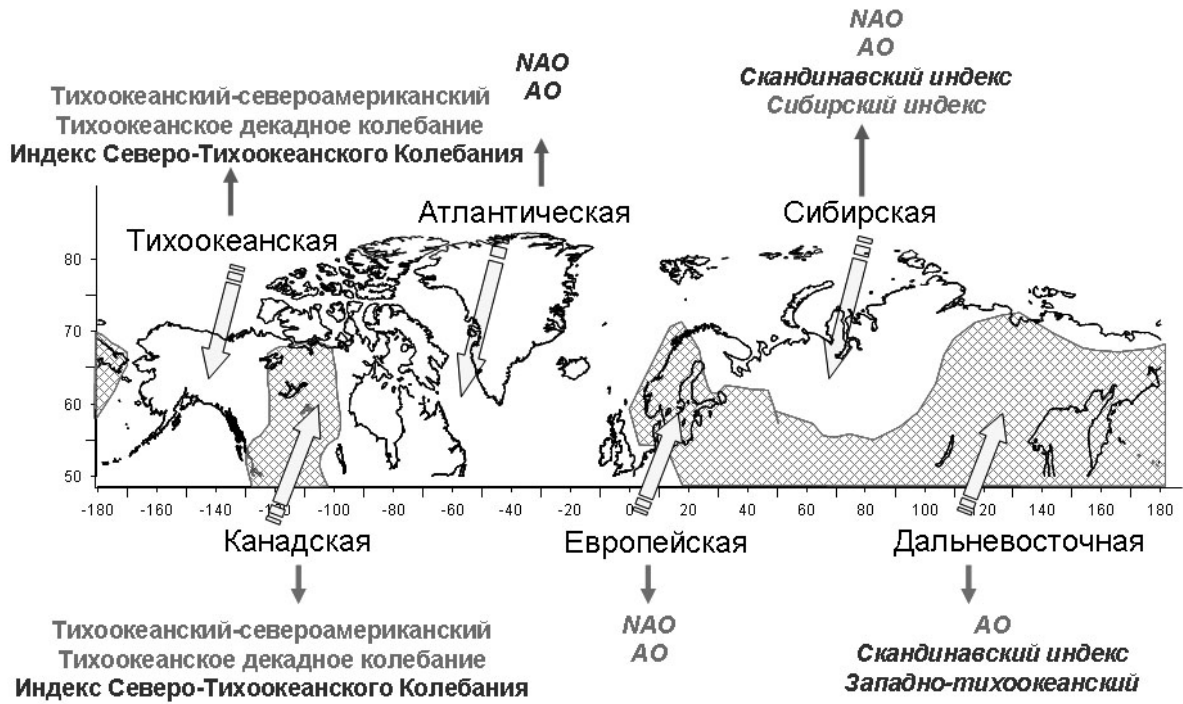 NAO
AO
Скандинавский индекс
Сибирский индекс
NAO
AO
Тихоокеанский-североамериканский
Тихоокеанское декадное колебание
Индекс Северо-Тихоокеанского Колебания
Атлантическая
Сибирская
Тихоокеанская
80
70
60
50
-180 -160 -140 -120 -100 -80 -60 -40 -20 0 20 40 60 80 100 120 140 160 180
Канадская
Европейская
Дальневосточная
Тихоокеанский-североамериканский
Тихоокеанское декадное колебание
Индекс Северо-Тихоокеанского Колебания
NAO
AO
AO
Скандинавский индекс
Западно-тихоокеанский